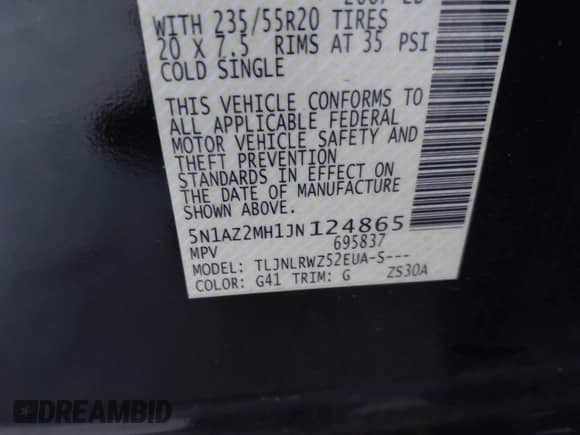 WITH 235/55R20 TIRES
20 X 7.5 RIMS AT 35 PSI
COLD SINGLE
THIS VEHICLE CONFORMS TO
ALL APPLICABLE FEDERAL
MOTOR VEHICLE SAFETY AND
THEFT PREVENTION
STANDARDS IN EFFECT ON
THE DATE OF MANUFACTURE
SHOWN ABOVE.
5N1AZ2MH1JN124865
MPV 695837
MODEL: TLJNLRWZ52EUA-S---
COLOR: G41 TRIM: G ZS30A
DREAMBID